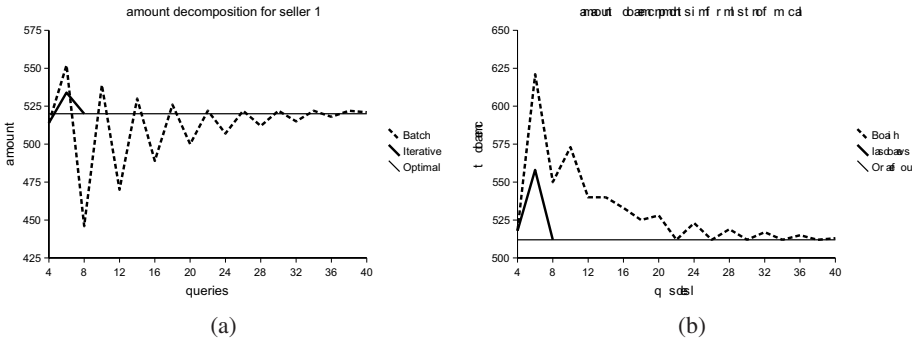 amount decomposition for seller 1
575
550
525
500
475
450
425
amount
4 8 12 16 20 24 28 32 36 40
queries
Batch
Iterative
Optimal
(a)
650
600
550
525
500
4 8 12 16 20 24 28 32 36 40
(b)